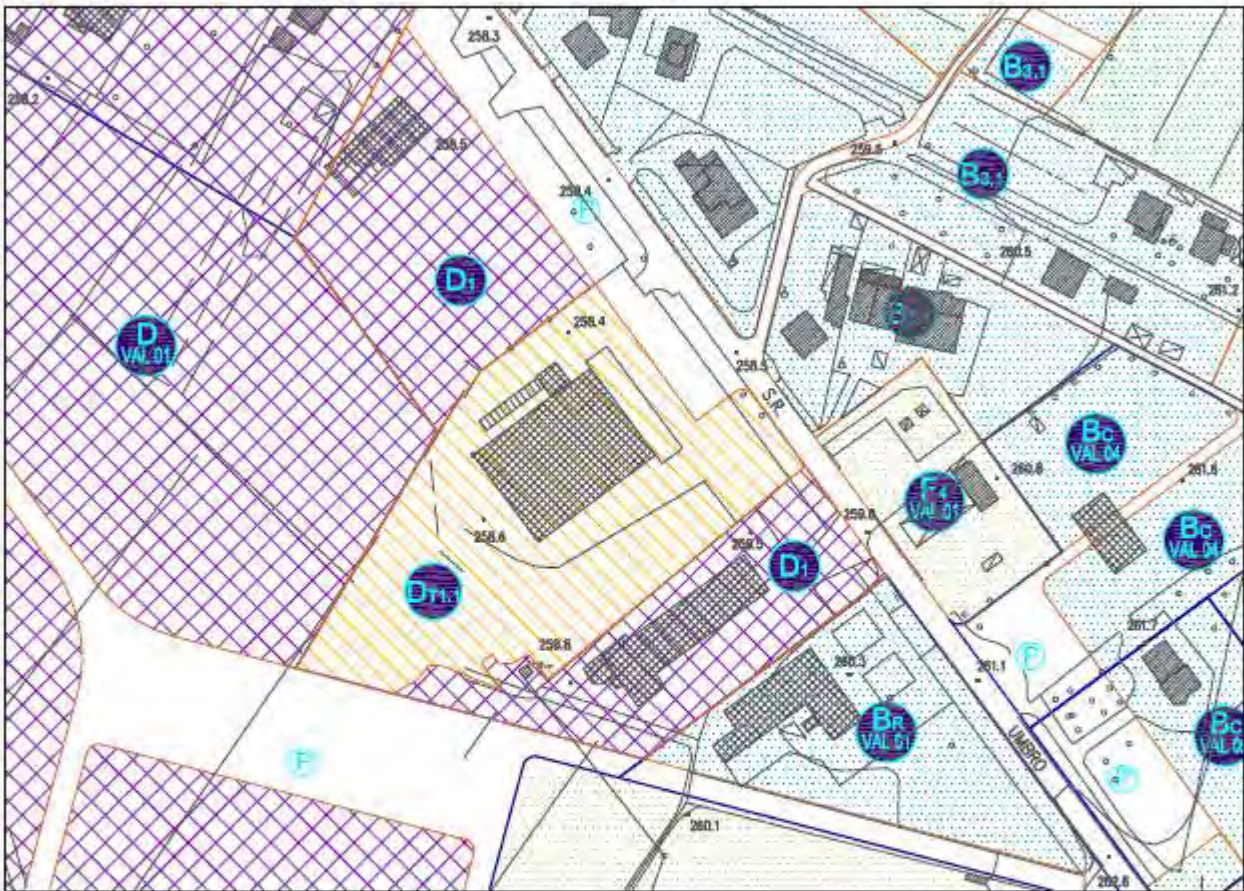 258.3
258.2
258.5
258.4
P
B3.1
259.6
B3.1
260.5
261.2
D1
D
VAL 01
258.4
258.5
S.R.
BC
VAL 04
260.8
261.6
F4
VAL 01
258.6
259.5
259.8
D1
BC
VAL 04
DT1.1
258.6
260.3
261.7
P
261.1
BR
VAL 01
UMBRO
P
P
260.1
262.6